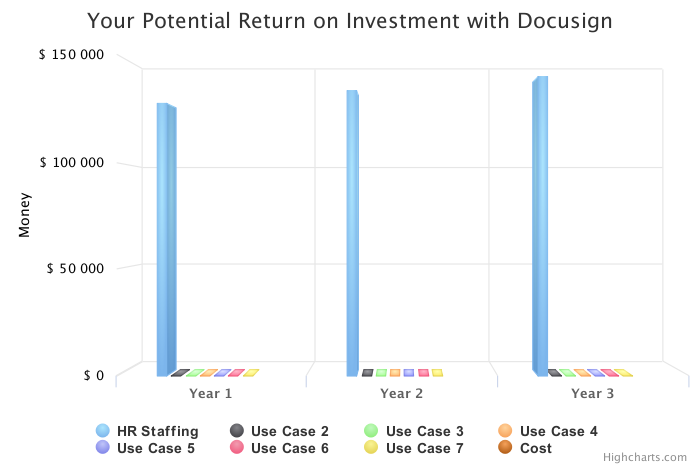 Your Potential Return on Investment with Docusign
$ 150 000
$ 100 000
Money
$ 50 000
$ 0
Year 1 Year 2 Year 3
HR Staffing Use Case 2 Use Case 3 Use Case 4
Use Case 5 Use Case 6 Use Case 7 Cost
Highcharts.com